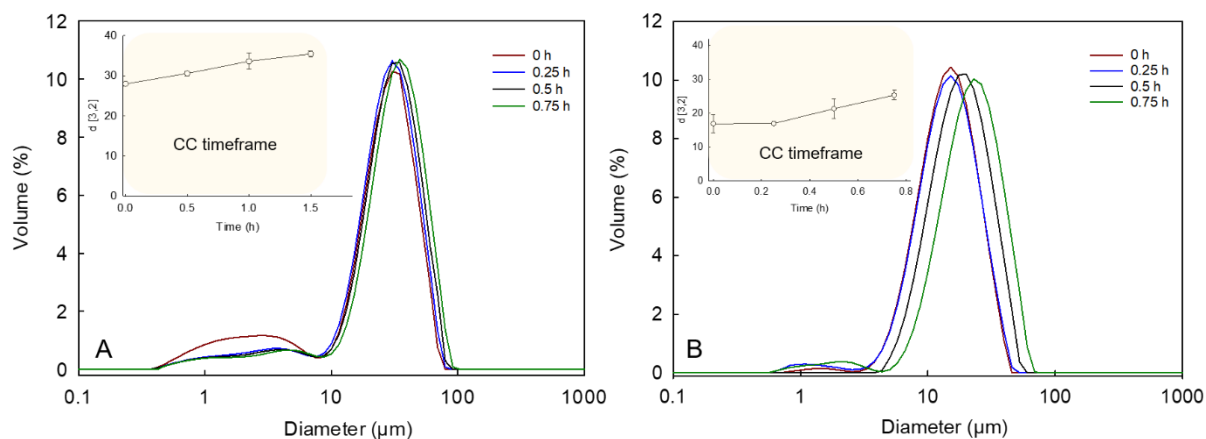 12
10
8
6
4
2
0
Volume (%)
0.1
1
10
100
1000
Diameter (µm)
A
0 h
0.25 h
0.5 h
0.75 h
40
30
20
10
0
d [3,2]
CC timeframe
0.0
0.5
1.0
1.5
Time (h)
12
10
8
6
4
2
0
Volume (%)
0.1
1
10
100
1000
Diameter (µm)
B
0 h
0.25 h
0.5 h
0.75 h
40
30
20
10
0
d [3,2]
CC timeframe
0.0
0.2
0.4
0.6
0.8
Time (h)